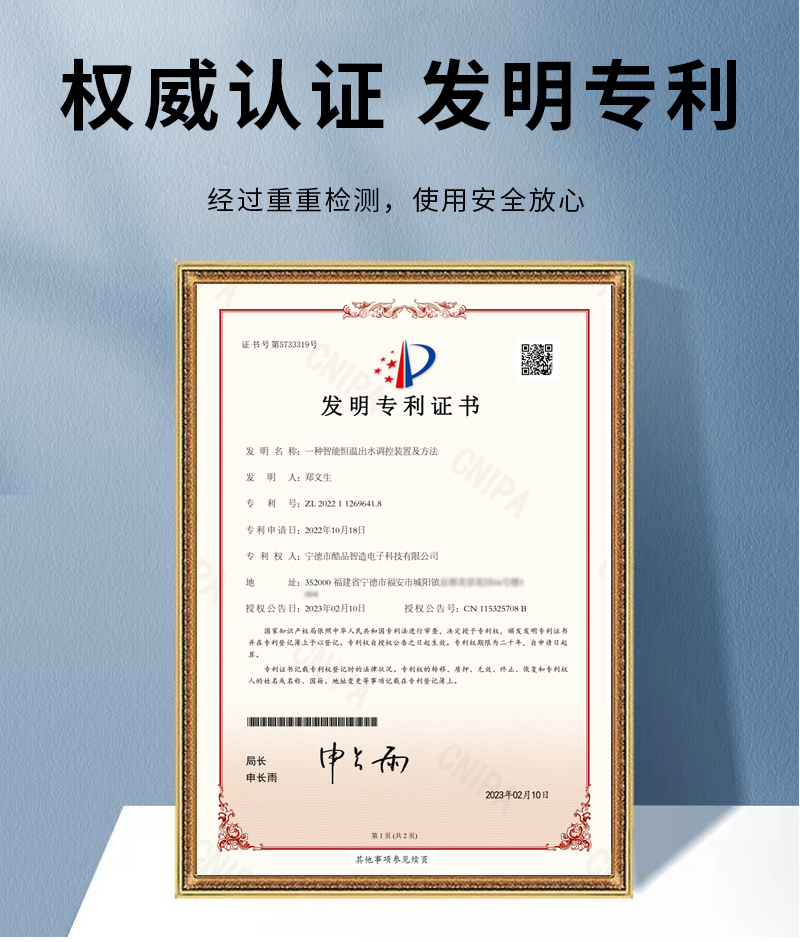 权威认证 发明专利
经过重重检测，使用安全放心
证书号第5733319号
发明专利证书
发 明 名 称：一种智能恒温出水调控装置及方法
发 明 人：郑文生
专 利 号：ZL 2022 1 1269641.8
专利申请日：2022年10月18日
专 利 权 人：宁德市酷品智造电子科技有限公司
地 址：352000 福建省宁德市福安市城阳镇
授权公告日：2023年02月10日 授权公告号：CN 115325708 B
国家知识产权局依照中华人民共和国专利法进行审查，决定授予专利权，颁发发明专利证书
并在专利登记簿上予以登记。专利权自授权公告之日起生效。专利权期限为二十年，自申请日起
算。
专利证书记载专利权登记时的法律状况。专利权的转移、质押、无效、终止、恢复和专利权
人的姓名或名称、国籍、地址变更等事项记载在专利登记簿上。
局长
申长雨
申长雨
2023年02月10日
第 1 页 (共 2 页)
其他事项参见续页
CNIPA
CNIPA
CNIPA